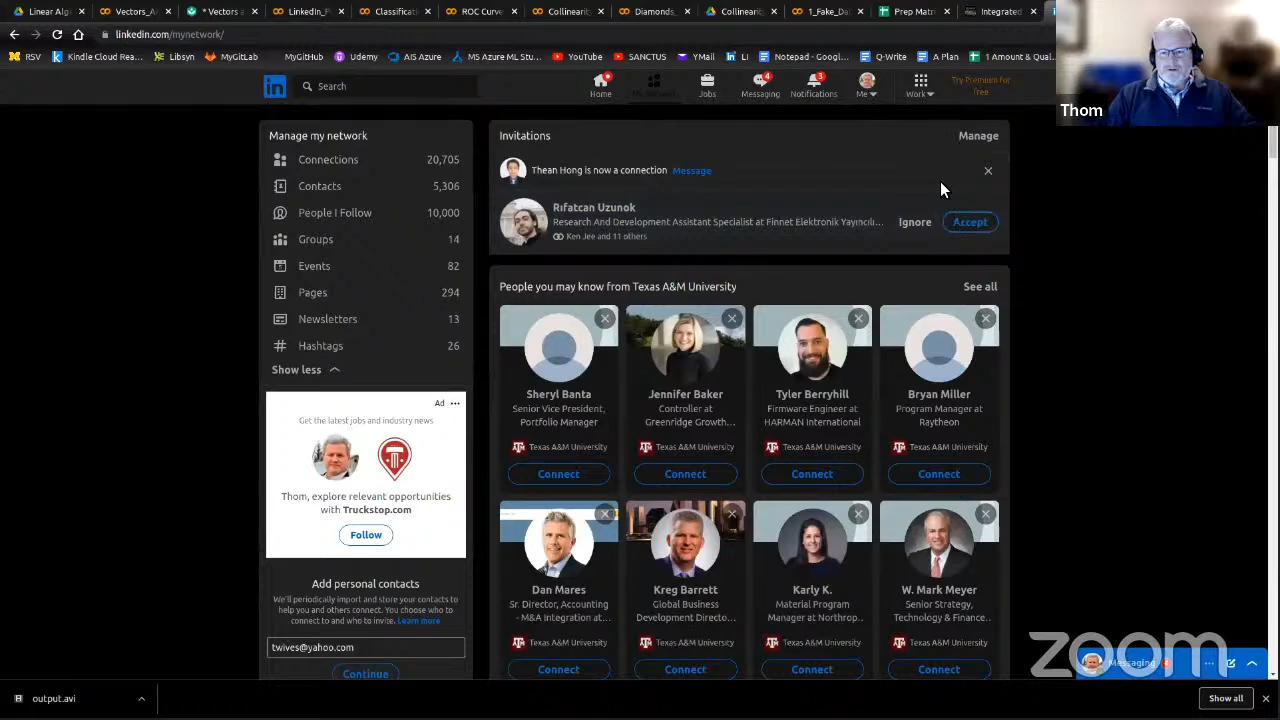 Linear Alg
Vectors_A
* Vectors a
LinkedIn_F
Classificati
ROC Curve
Collinearity
Diamonds_
Collinearit
1_Fake_Da
Prep Matri
Integrated
linkedin.com/mynetwork/
RSV
Kindle Cloud Rea...
Libsyn
MyGitLab
MyGitHub
Udemy
AIS Azure
MS Azure ML Stu...
YouTube
SANCTUS
YMail
LI
Notepad - Googl...
Q-Write
A Plan
1 Amount & Quali
Search
Home
Jobs
4
Messaging
3
Notifications
Me
Work
Try Premium for
free
Thom
Manage my network
Connections 20,705
Contacts 5,306
People I Follow 10,000
Groups 14
Events 82
Pages 294
Newsletters 13
Hashtags 26
Show less
Ad ...
Get the latest jobs and industry news
Thom, explore relevant opportunities
with Truckstop.com
Follow
Add personal contacts
We'll periodically import and store your contacts to
help you and others connect. You choose who to
connect to and who to invite. Learn more
twives@yahoo.com
Continue
Invitations Manage
Thean Hong is now a connection Message
Rıfatcan Uzunok
Research And Development Assistant Specialist at Finnet Elektronik Yayıncılı...
Ken Jee and 11 others
Ignore Accept
People you may know from Texas A&M University See all
Sheryl Banta
Senior Vice President,
Portfolio Manager
Texas A&M University
Connect
Jennifer Baker
Controller at
Greenridge Growth...
Texas A&M University
Connect
Tyler Berryhill
Firmware Engineer at
HARMAN International
Texas A&M University
Connect
Bryan Miller
Program Manager at
Raytheon
Texas A&M University
Connect
Dan Mares
Sr. Director, Accounting
- M&A Integration at...
Texas A&M University
Connect
Kreg Barrett
Global Business
Development Directo...
Texas A&M University
Connect
Karly K.
Material Program
Manager at Northrop...
Texas A&M University
Connect
W. Mark Meyer
Senior Strategy,
Technology & Finance...
Texas A&M University
Connect
zoom
Messaging
output.avi
Show all